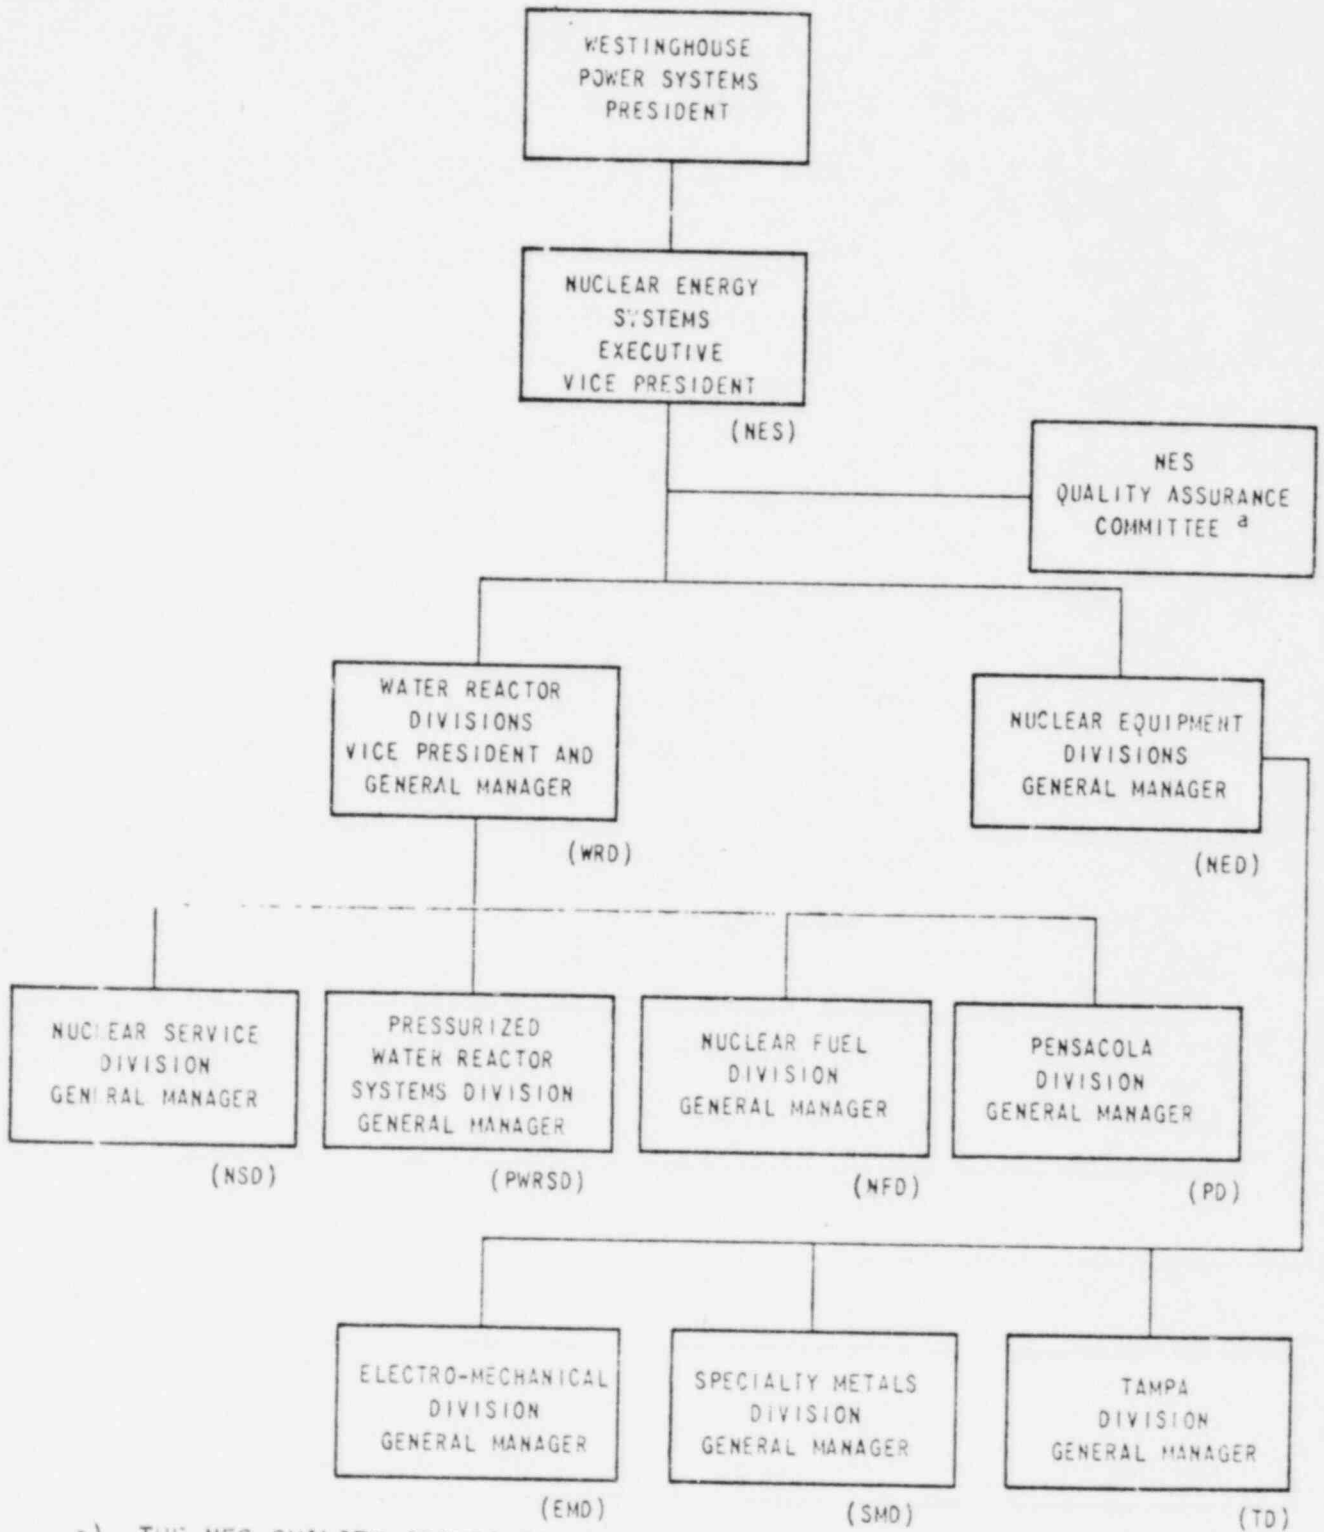 WESTINGHOUSE
POWER SYSTEMS
PRESIDENT
NUCLEAR ENERGY
SYSTEMS
EXECUTIVE
VICE PRESIDENT
(NES)
NES
QUALITY ASSURANCE
COMMITTEE a
WATER REACTOR
DIVISIONS
VICE PRESIDENT AND
GENERAL MANAGER
(WRD)
NUCLEAR EQUIPMENT
DIVISIONS
GENERAL MANAGER
(NED)
NUCLEAR SERVICE
DIVISION
GENERAL MANAGER
(NSD)
PRESSURIZED
WATER REACTOR
SYSTEMS DIVISION
GENERAL MANAGER
(PWRSD)
NUCLEAR FUEL
DIVISION
GENERAL MANAGER
(NFD)
PENSACOLA
DIVISION
GENERAL MANAGER
(PD)
ELECTRO-MECHANICAL
DIVISION
GENERAL MANAGER
(EMD)
SPECIALTY METALS
DIVISION
GENERAL MANAGER
(SMD)
TAMPA
DIVISION
GENERAL MANAGER
(TD)